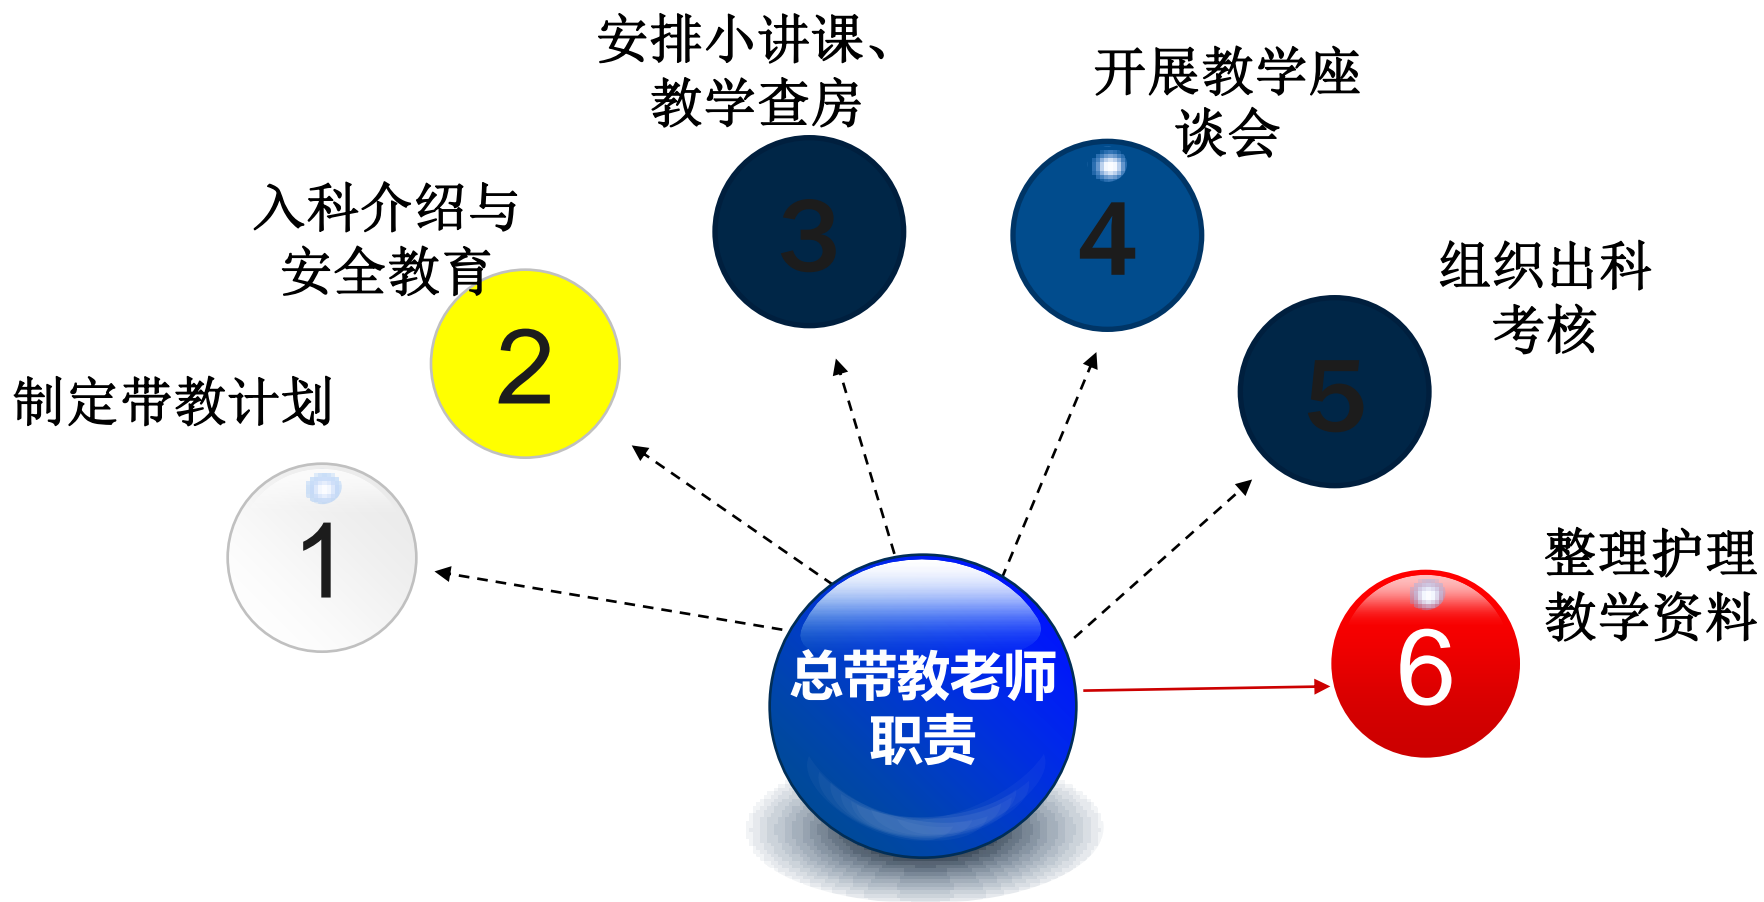 制定带教计划
1
入科介绍与
安全教育
2
安排小讲课、
教学查房
3
开展教学座
谈会
4
组织出科
考核
5
整理护理
教学资料
6
总带教老师
职责